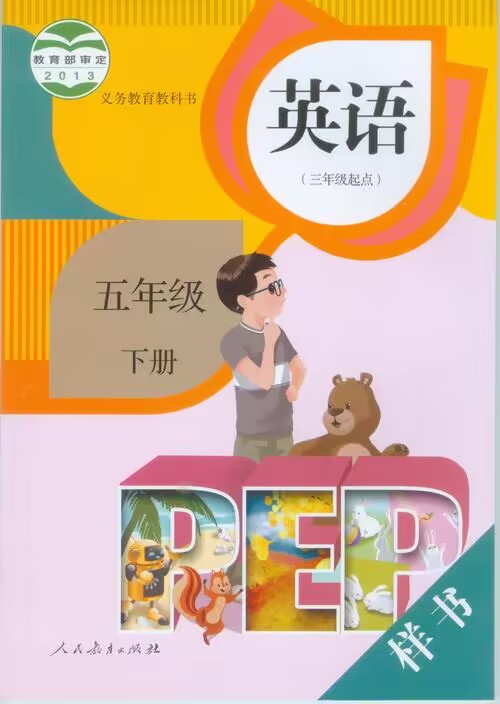 教育部审定
2013
义务教育教科书
英语
(三年级起点)
五年级
下册
PEP
样书
人民教育出版社